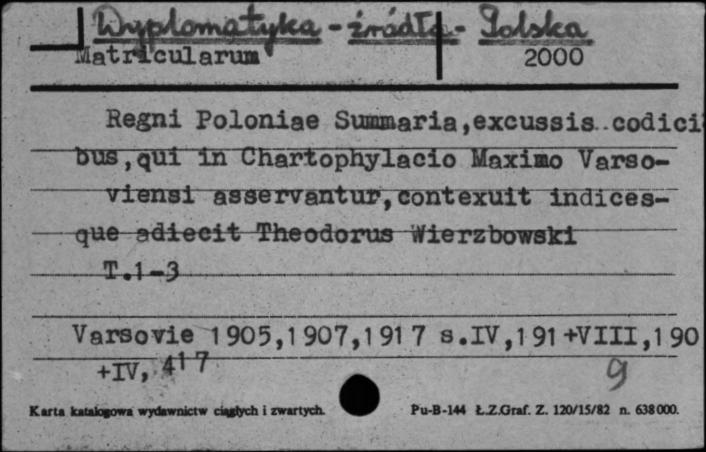 Dyplomatyka - źródła - Polska
Matricularum 2000
Regni Poloniae Summaria,excussis codici
bus,qui in Chartophylacio Maximo Varso-
viensi asservantur,contexuit indices-
que adiecit Theodorus Wierzbowski
T.1-3
Varsovie 1905,1907,1917 s.IV,191+VIII,190
+IV, 417
9
Karta katalogowa wydawnictw ciągłych i zwartych. Pu-B-144 Ł.Z.Graf. Z. 120/15/82 n. 638000.